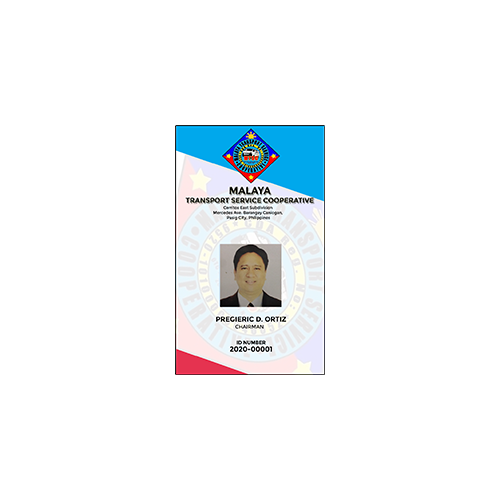 MALAYA
TRANSPORT SERVICE COOPERATIVE
Centtex East Subdivision
Mercedes Ave. Barangay Caniogan,
Pasig City, Philippines
PREGIERIC D. ORTIZ
CHAIRMAN
ID NUMBER
2020-00001